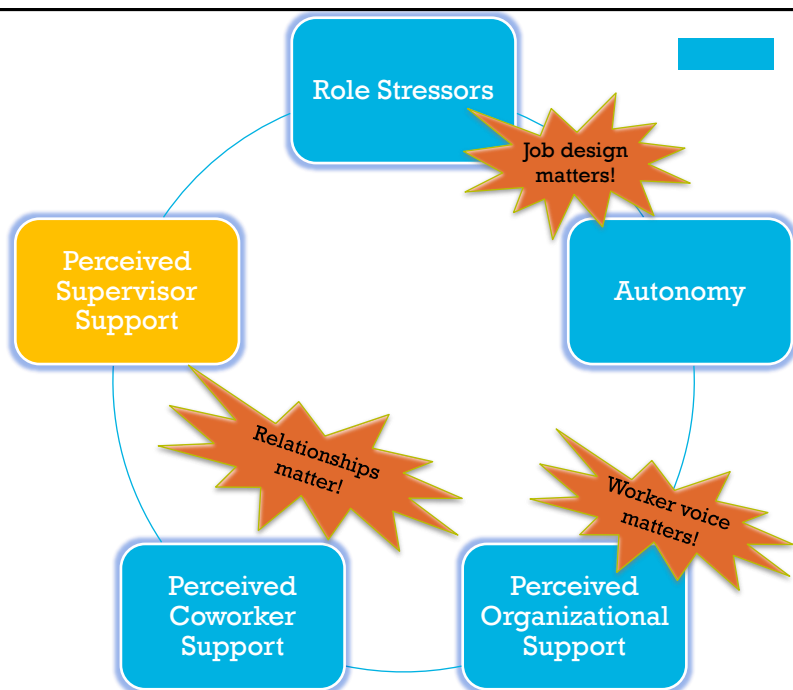 Role Stressors
Job design
matters!
Perceived
Supervisor
Support
Autonomy
Relationships
matter!
Worker voice
matters!
Perceived
Coworker
Support
Perceived
Organizational
Support